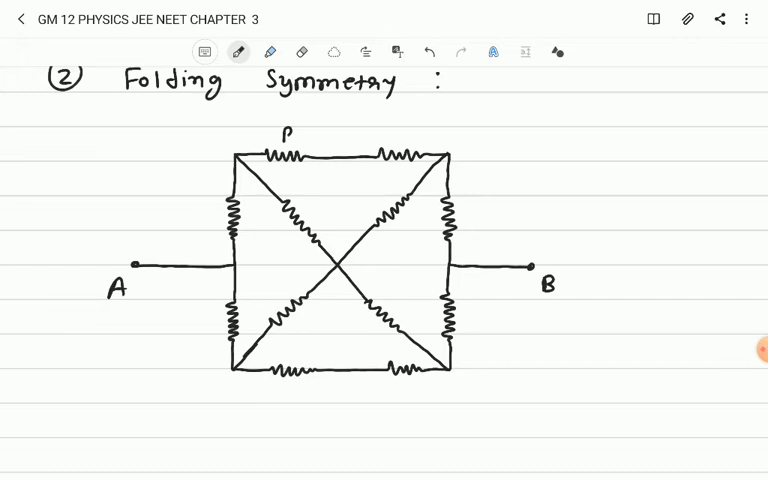 GM 12 PHYSICS JEE NEET CHAPTER 3
② Folding Symmetry :
A
B